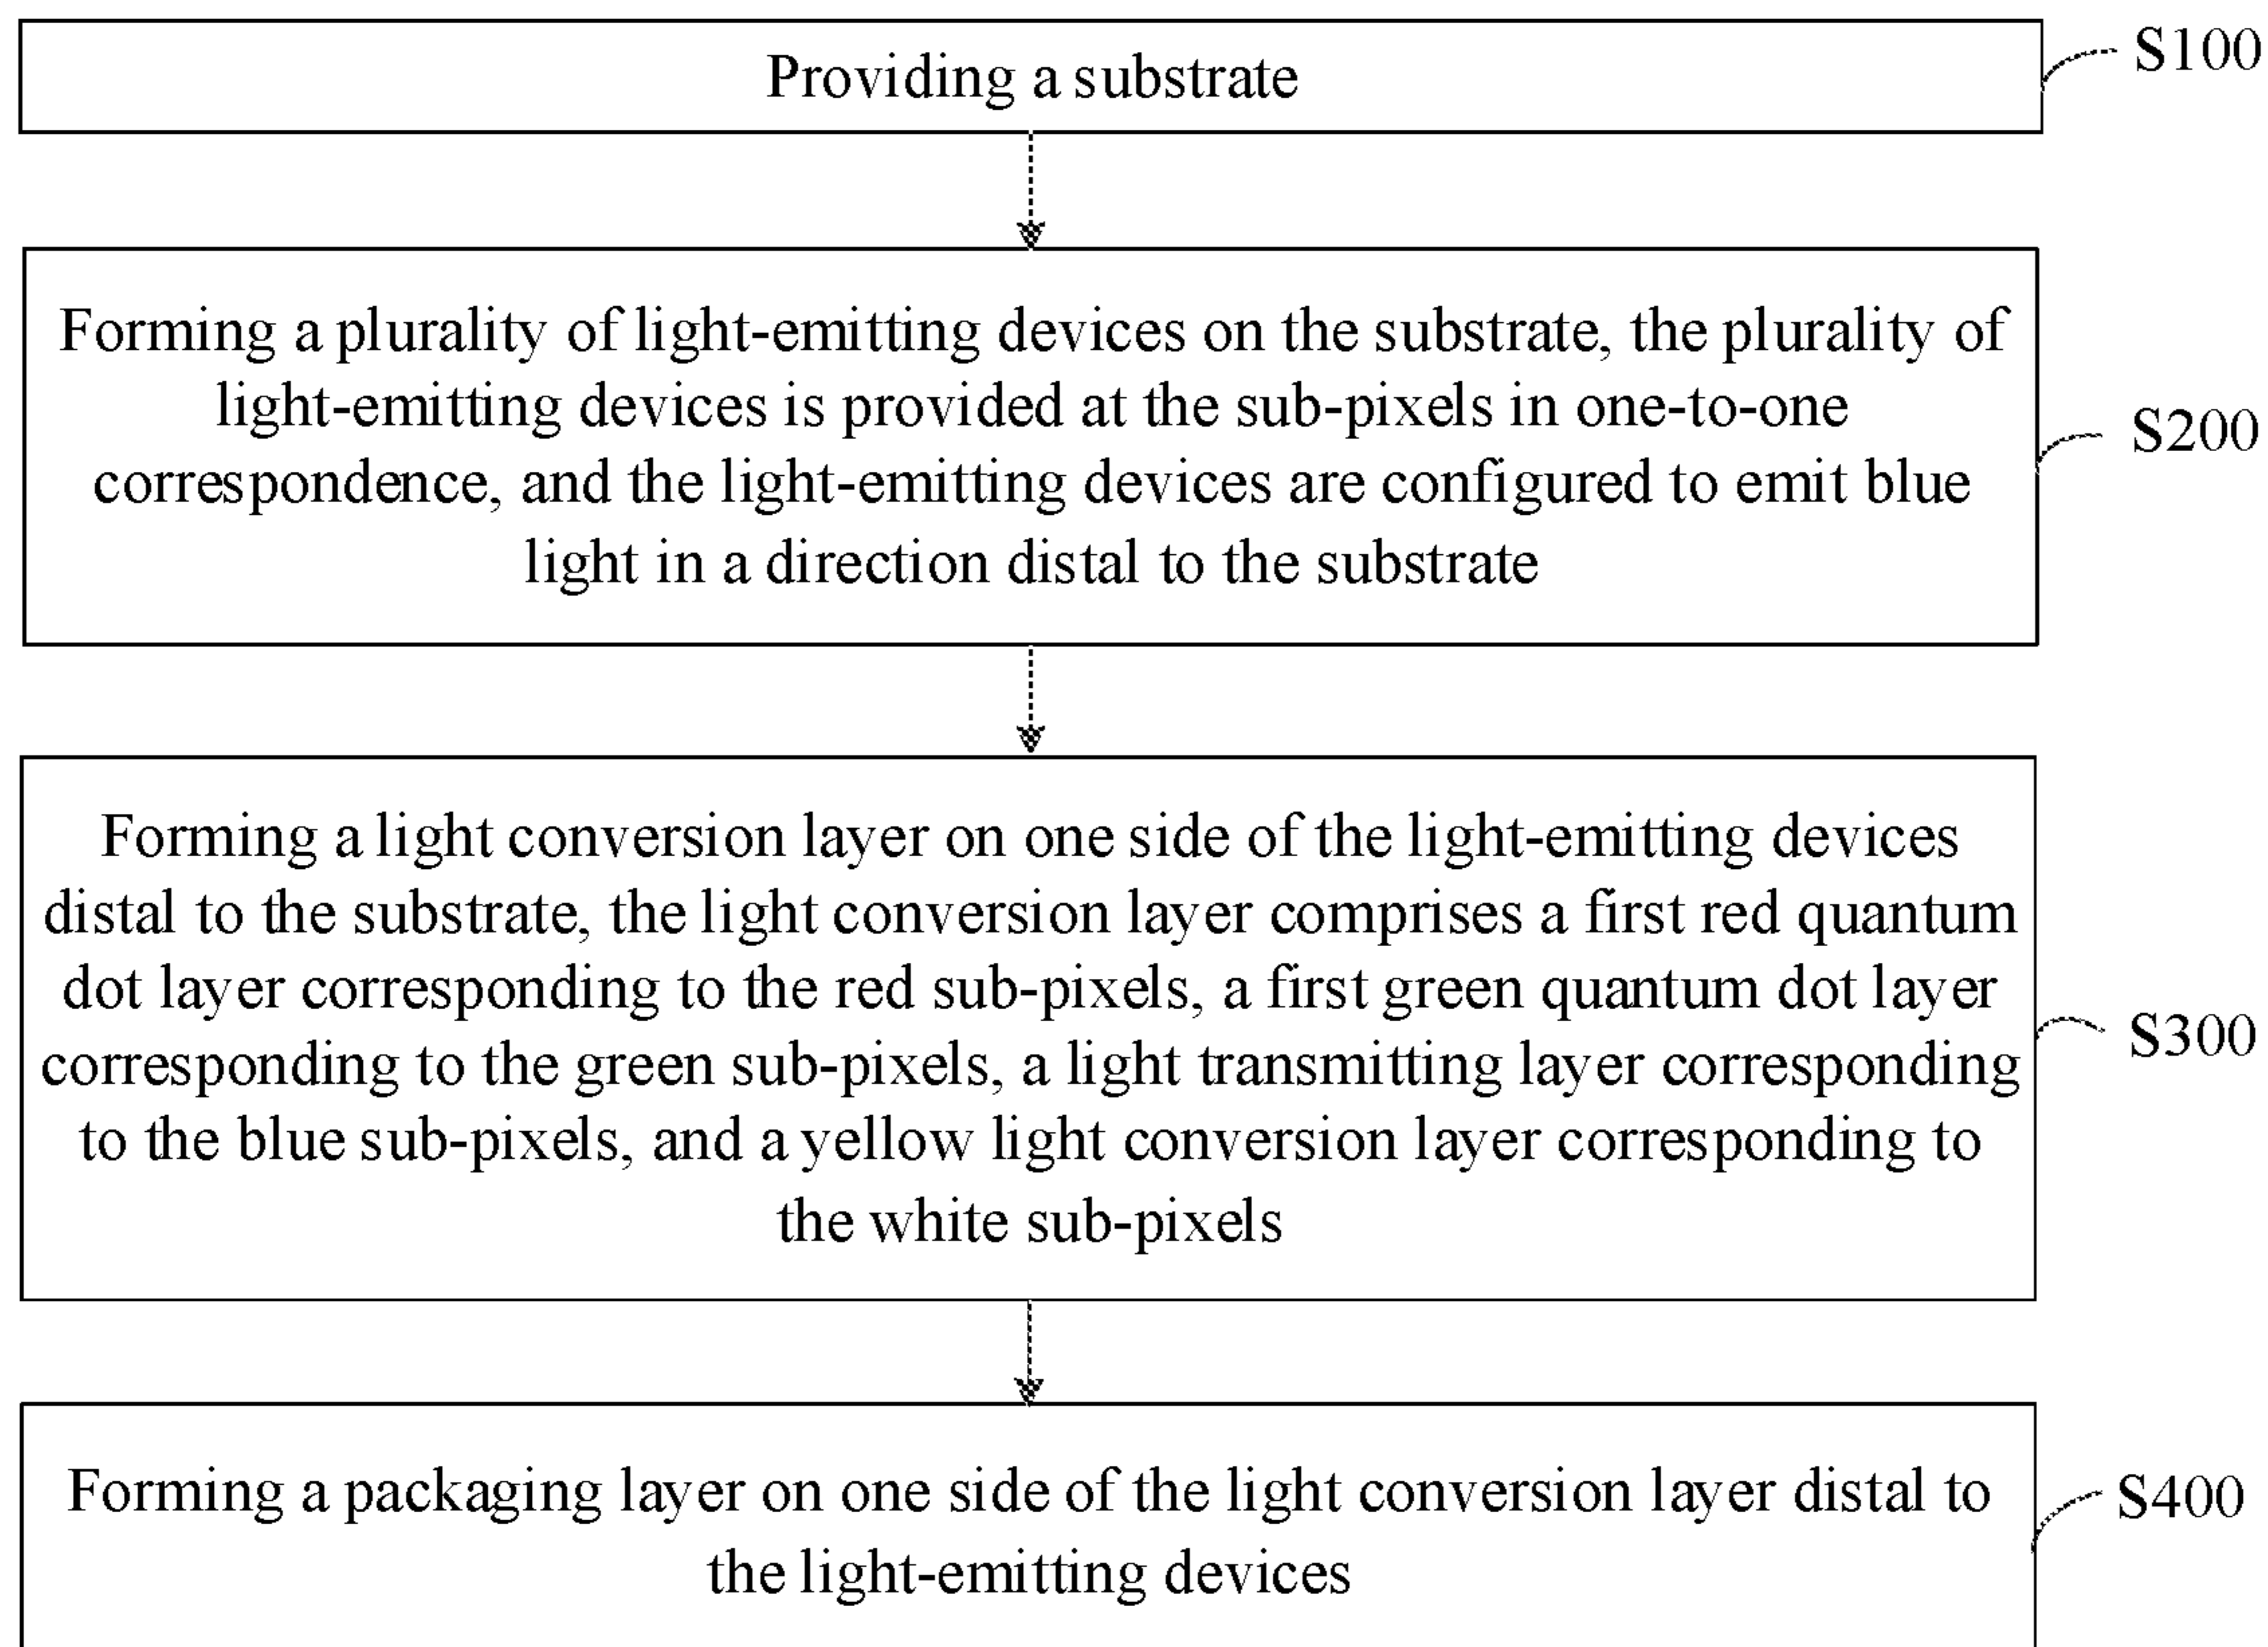 Providing a substrate
S100
Forming a plurality of light-emitting devices on the substrate, the plurality of
light-emitting devices is provided at the sub-pixels in one-to-one
correspondence, and the light-emitting devices are configured to emit blue
light in a direction distal to the substrate
S200
Forming a light conversion layer on one side of the light-emitting devices
distal to the substrate, the light conversion layer comprises a first red quantum
dot layer corresponding to the red sub-pixels, a first green quantum dot layer
corresponding to the green sub-pixels, a light transmitting layer corresponding
to the blue sub-pixels, and a yellow light conversion layer corresponding to
the white sub-pixels
S300
Forming a packaging layer on one side of the light conversion layer distal to
the light-emitting devices
S400